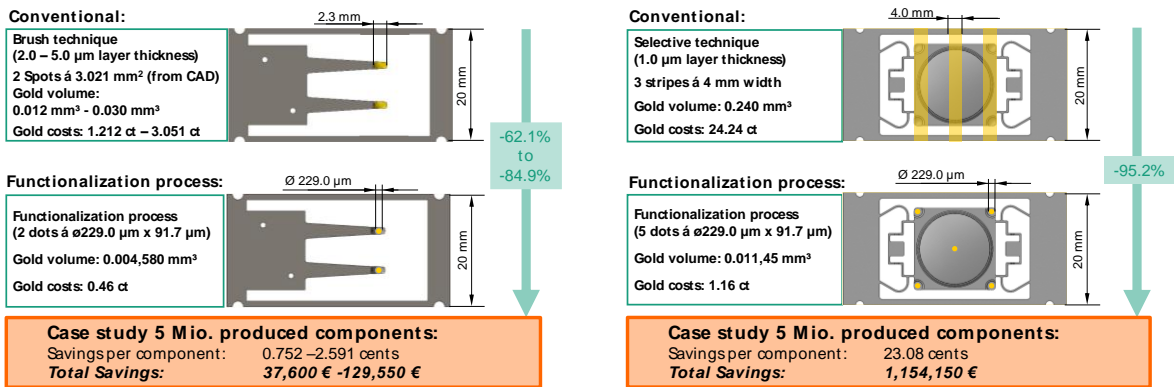 Conventional:
Brush technique
(2.0 – 5.0 µm layer thickness)
2 Spots á 3.021 mm² (from CAD)
Gold volume:
0.012 mm³ - 0.030 mm³
Gold costs: 1.212 ct – 3.051 ct
2.3 mm
20 mm
-62.1%
to
-84.9%
Functionalization process:
Functionalization process
(2 dots á ø229.0 µm x 91.7 µm)
Gold volume: 0.004,580 mm³
Gold costs: 0.46 ct
Ø 229.0 µm
20 mm
Case study 5 Mio. produced components:
Savings per component: 0.752 –2.591 cents
Total Savings: 37,600 € -129,550 €
Conventional:
Selective technique
(1.0 µm layer thickness)
3 stripes á 4 mm width
Gold volume: 0.240 mm³
Gold costs: 24.24 ct
4.0 mm
20 mm
-95.2%
Functionalization process:
Functionalization process
(5 dots á ø229.0 µm x 91.7 µm)
Gold volume: 0.011,45 mm³
Gold costs: 1.16 ct
Ø 229.0 µm
20 mm
Case study 5 Mio. produced components:
Savings per component: 23.08 cents
Total Savings: 1,154,150 €